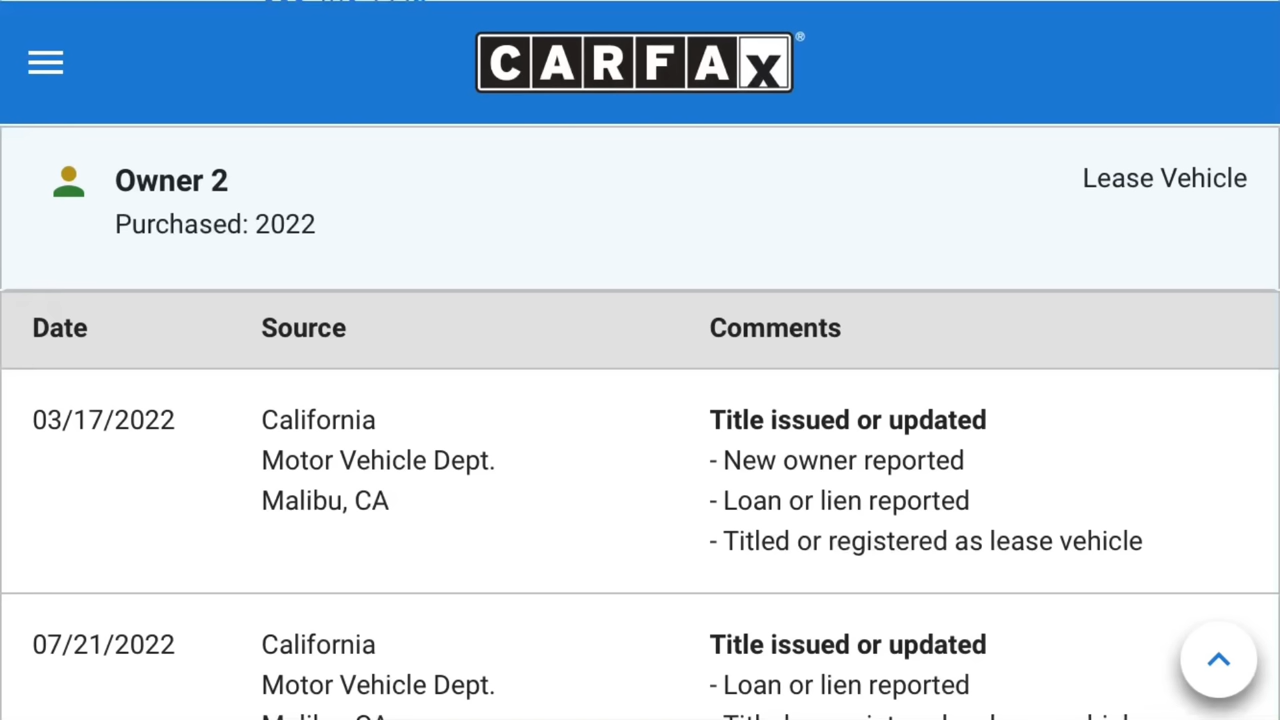 CARFAX®
Owner 2
Lease Vehicle
Purchased: 2022
Date Source Comments
03/17/2022 California Title issued or updated
Motor Vehicle Dept. - New owner reported
Malibu, CA - Loan or lien reported
- Titled or registered as lease vehicle
07/21/2022 California Title issued or updated
Motor Vehicle Dept. - Loan or lien reported